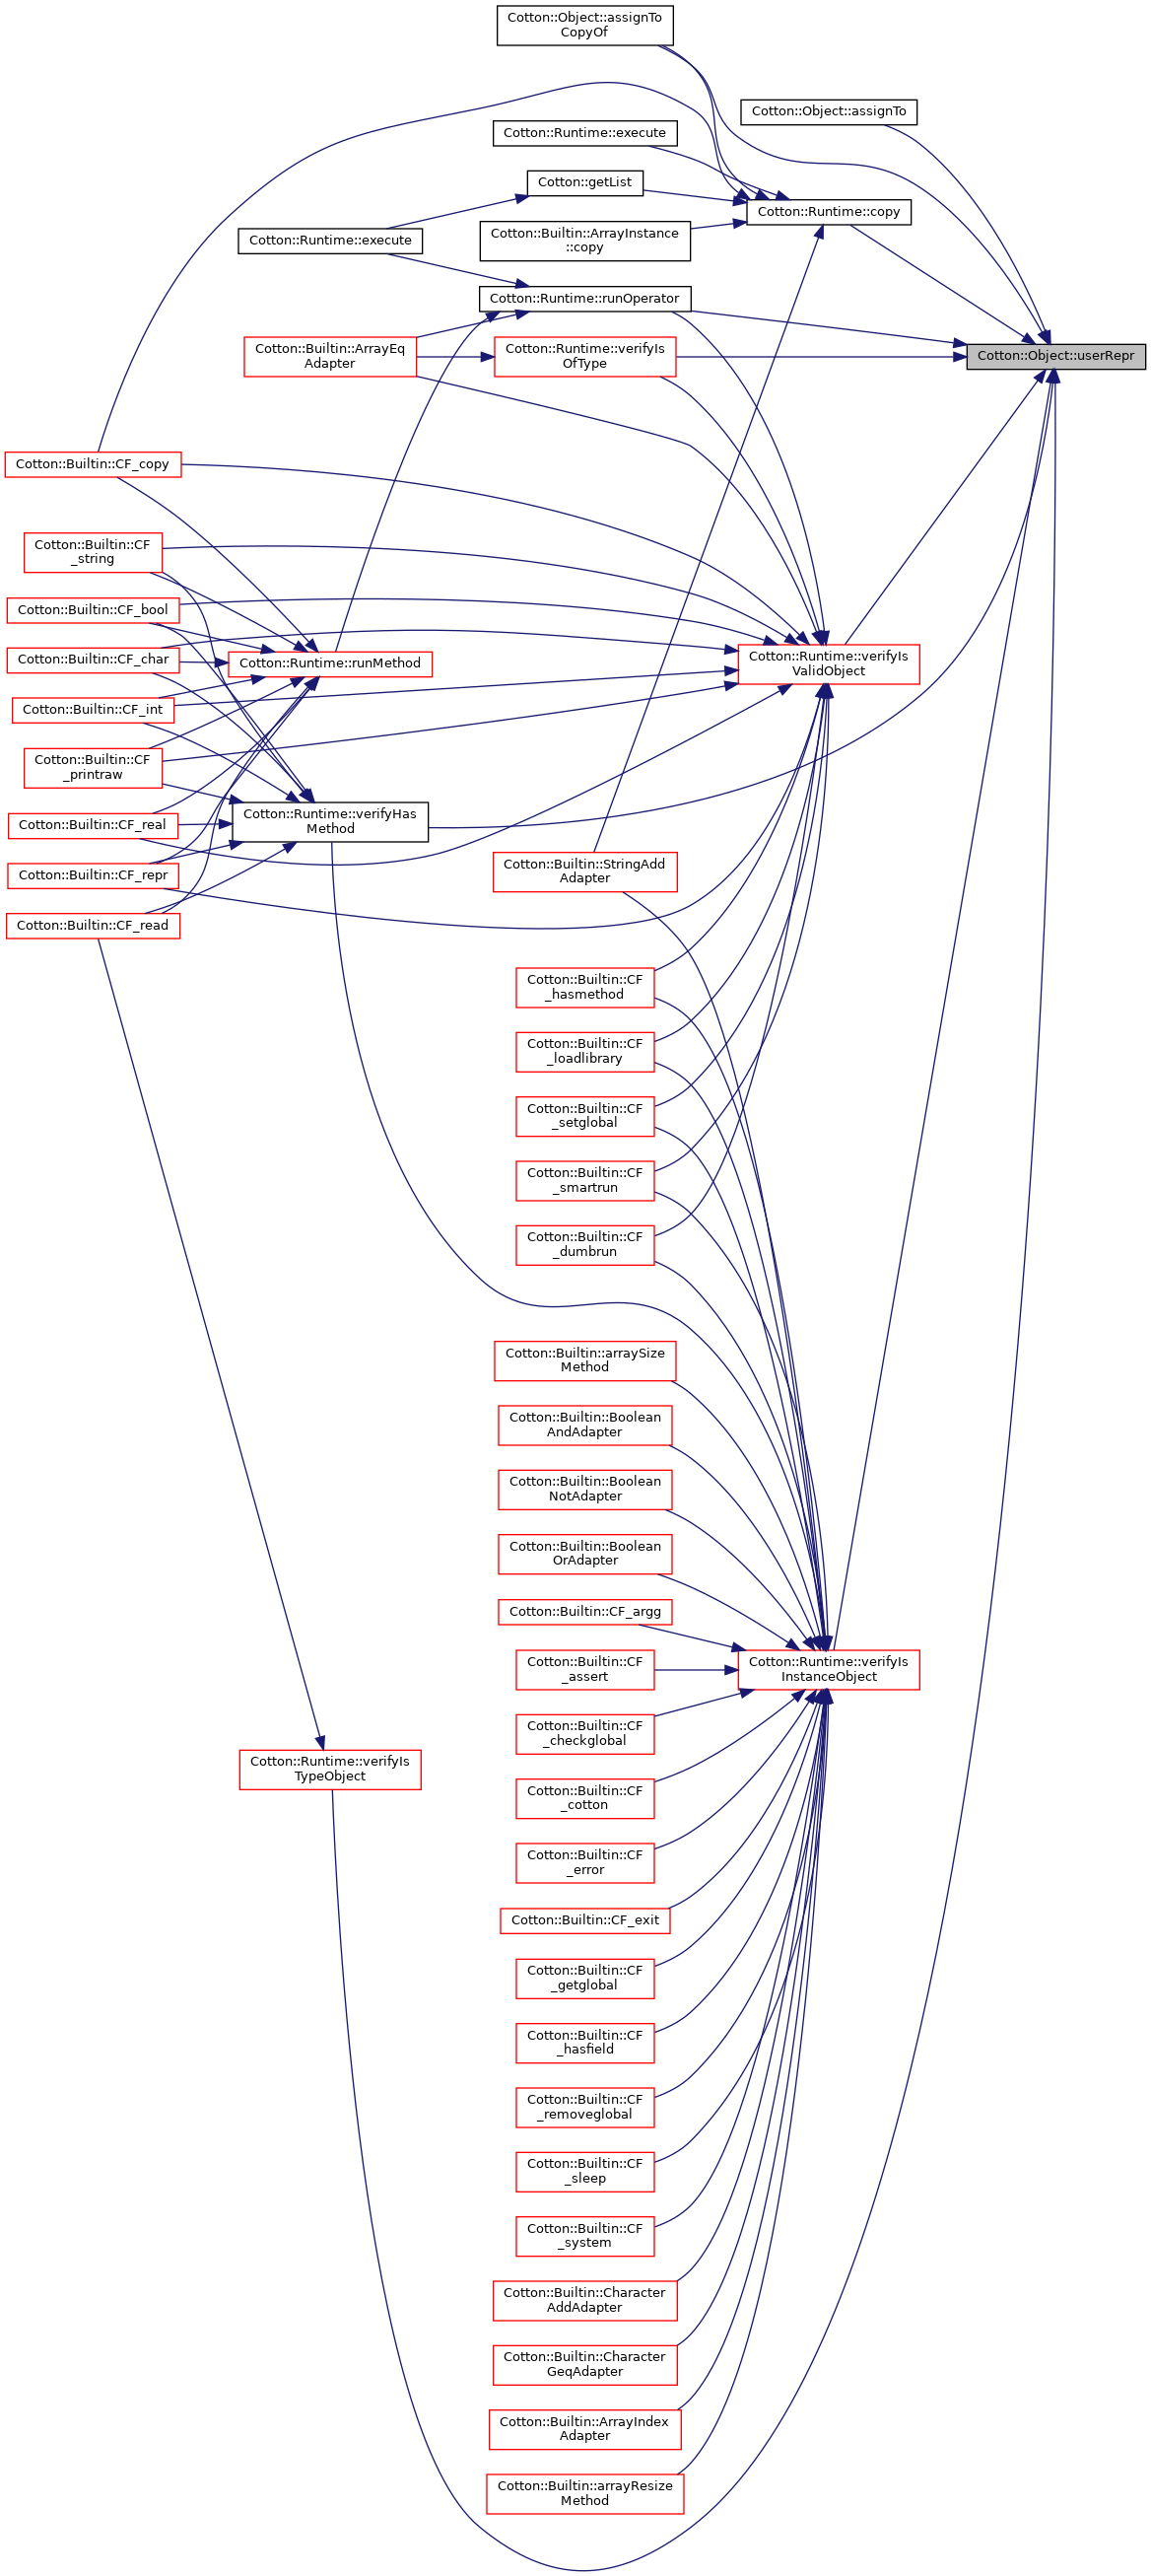 Cotton::Object::assignTo
CopyOf
Cotton::Object::assignTo
Cotton::Runtime::execute
Cotton::getList
Cotton::Runtime::copy
Cotton::Runtime::execute
Cotton::Builtin::ArrayInstance
::copy
Cotton::Runtime::runOperator
Cotton::Builtin::ArrayEq
Adapter
Cotton::Runtime::verifyIs
OfType
Cotton::Object::userRepr
Cotton::Builtin::CF_copy
Cotton::Builtin::CF
_string
Cotton::Builtin::CF_bool
Cotton::Builtin::CF_char
Cotton::Runtime::runMethod
Cotton::Runtime::verifyIs
ValidObject
Cotton::Builtin::CF_int
Cotton::Builtin::CF
_printraw
Cotton::Builtin::CF_real
Cotton::Runtime::verifyHas
Method
Cotton::Builtin::CF_repr
Cotton::Builtin::StringAdd
Adapter
Cotton::Builtin::CF_read
Cotton::Builtin::CF
_hasmethod
Cotton::Builtin::CF
_loadlibrary
Cotton::Builtin::CF
_setglobal
Cotton::Builtin::CF
_smartrun
Cotton::Builtin::CF
_dumbrun
Cotton::Builtin::arraySize
Method
Cotton::Builtin::Boolean
AndAdapter
Cotton::Builtin::Boolean
NotAdapter
Cotton::Builtin::Boolean
OrAdapter
Cotton::Builtin::CF_argg
Cotton::Builtin::CF
_assert
Cotton::Runtime::verifyIs
InstanceObject
Cotton::Builtin::CF
_checkglobal
Cotton::Runtime::verifyIs
TypeObject
Cotton::Builtin::CF
_cotton
Cotton::Builtin::CF
_error
Cotton::Builtin::CF_exit
Cotton::Builtin::CF
_getglobal
Cotton::Builtin::CF
_hasfield
Cotton::Builtin::CF
_removeglobal
Cotton::Builtin::CF
_sleep
Cotton::Builtin::CF
_system
Cotton::Builtin::Character
AddAdapter
Cotton::Builtin::Character
GeqAdapter
Cotton::Builtin::ArrayIndex
Adapter
Cotton::Builtin::arrayResize
Method